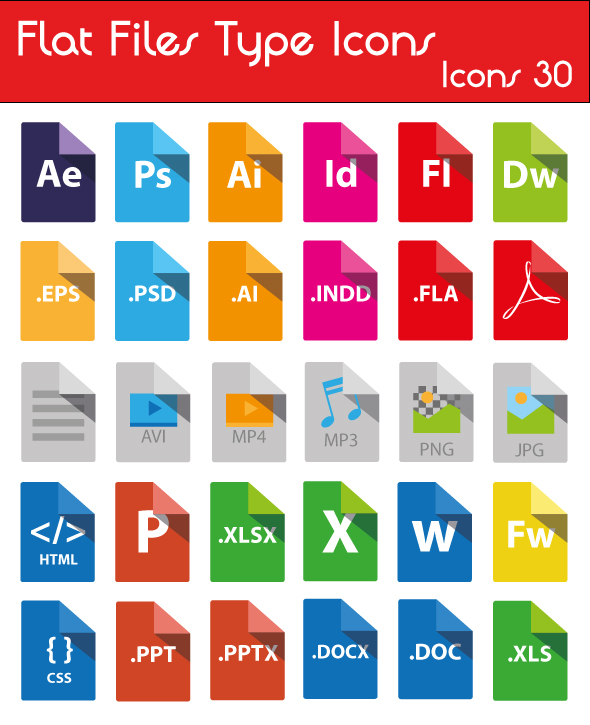 Flat Files Type Icons
Icons 30
Ae Ps Ai Id Fl Dw
.EPS .PSD .AI .INDD .FLA
AVI MP4 MP3 PNG JPG
</> P .XLSX X W Fw
HTML
{ } .PPT .PPTX .DOCX .DOC .XLS
CSS